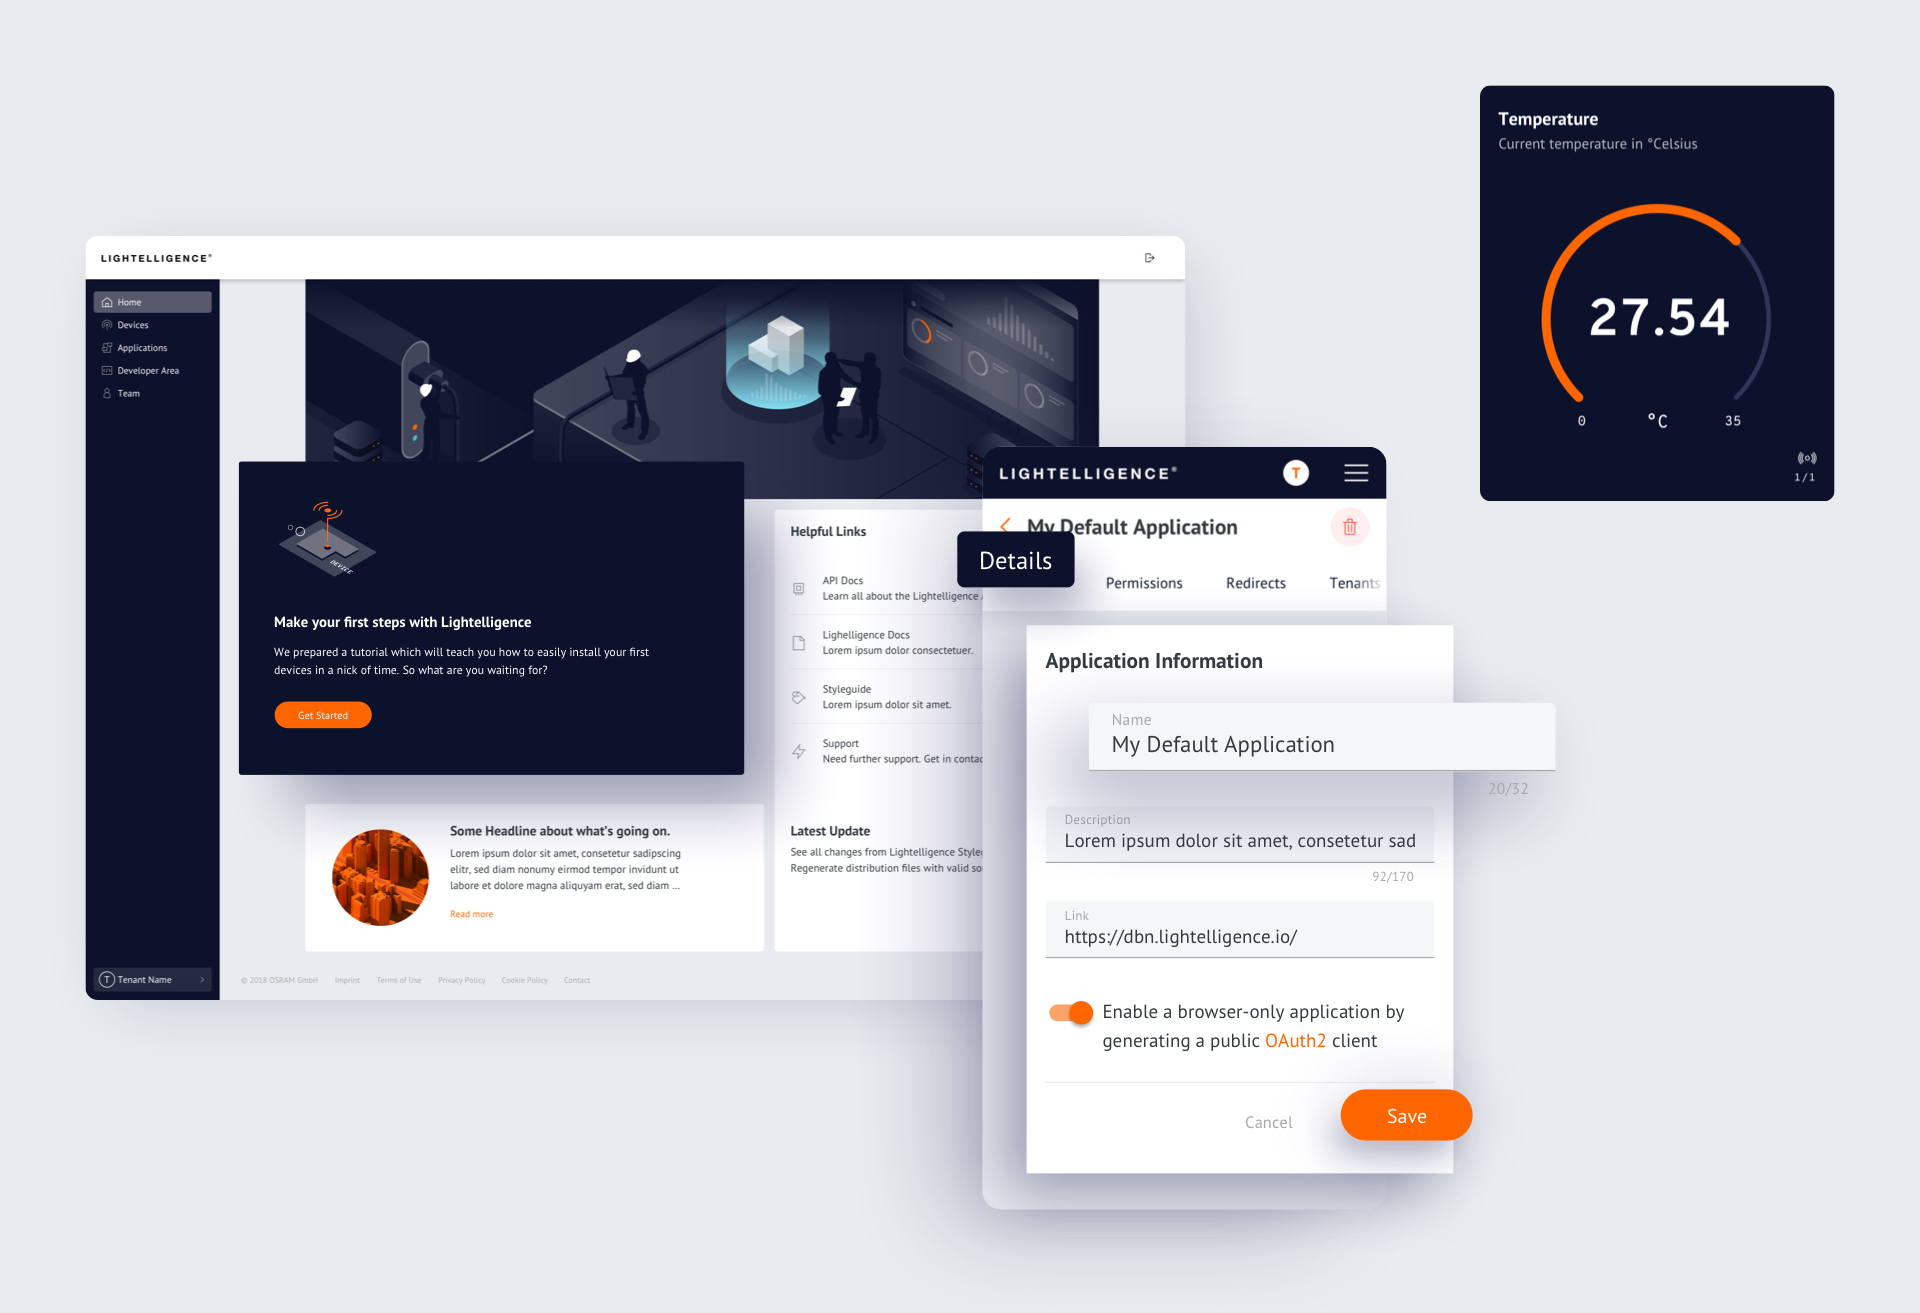 Temperature
Current temperature in °Celsius
27.54
0
°C
35
1/1
LIGHTELLIGENCE®
Home
Devices
Applications
Developer Area
Team
T Tenant Name
DEVICE
Make your first steps with Lightelligence
We prepared a tutorial which will teach you how to easily install your first
devices in a nick of time. So what are you waiting for?
Get Started
Helpful Links
API Docs
Learn all about the Lightelligence
Lighelligence Docs
Lorem ipsum dolor consectetuer.
Styleguide
Lorem ipsum dolor sit amet.
Support
Need further support. Get in contac
Some Headline about what's going on.
Lorem ipsum dolor sit amet, consetetur sadipscing
elitr, sed diam nonumy eirmod tempor invidunt ut
labore et dolore magna aliquyam erat, sed diam ...
Read more
Latest Update
See all changes from Lightelligence Styleg
Regenerate distribution files with valid so
© 2018 OSRAM GmbH
Imprint
Terms of Use
Privacy Policy
Cookie Policy
Contact
LIGHTELLIGENCE®
T
My Default Application
Details
Permissions
Redirects
Tenants
Application Information
Name
My Default Application
20/32
Description
Lorem ipsum dolor sit amet, consetetur sad
92/170
Link
https://dbn.lightelligence.io/
Enable a browser-only application by
generating a public OAuth2 client
Cancel
Save